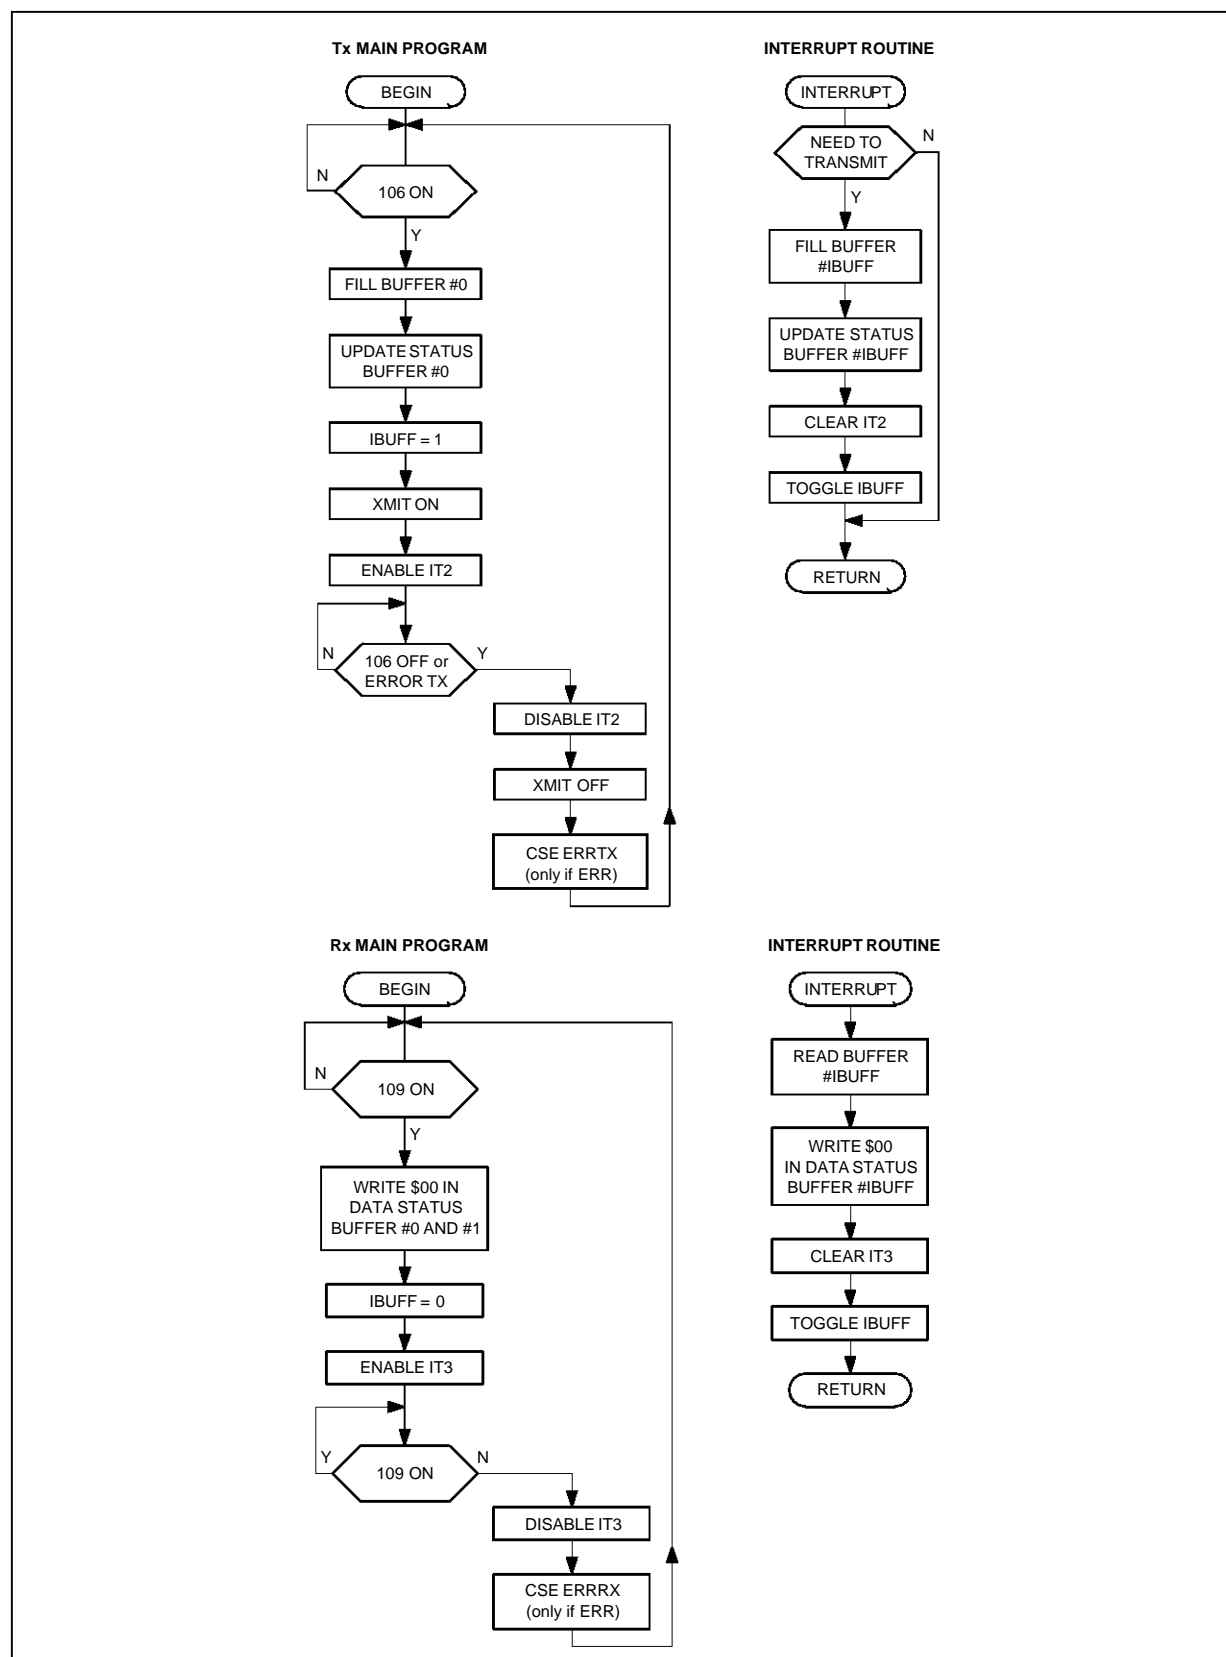 Tx MAIN PROGRAM
BEGIN
N
106 ON
Y
FILL BUFFER #0
UPDATE STATUS
BUFFER #0
IBUFF = 1
XMIT ON
ENABLE IT2
N
106 OFF or
ERROR TX
Y
DISABLE IT2
XMIT OFF
CSE ERRTX
(only if ERR)
INTERRUPT ROUTINE
INTERRUPT
NEED TO
TRANSMIT
N
Y
FILL BUFFER
#IBUFF
UPDATE STATUS
BUFFER #IBUFF
CLEAR IT2
TOGGLE IBUFF
RETURN
Rx MAIN PROGRAM
BEGIN
N
109 ON
Y
WRITE $00 IN
DATA STATUS
BUFFER #0 AND #1
IBUFF = 0
ENABLE IT3
Y
109 ON
N
DISABLE IT3
CSE ERRRX
(only if ERR)
INTERRUPT ROUTINE
INTERRUPT
READ BUFFER
#IBUFF
WRITE $00
IN DATA STATUS
BUFFER #IBUFF
CLEAR IT3
TOGGLE IBUFF
RETURN